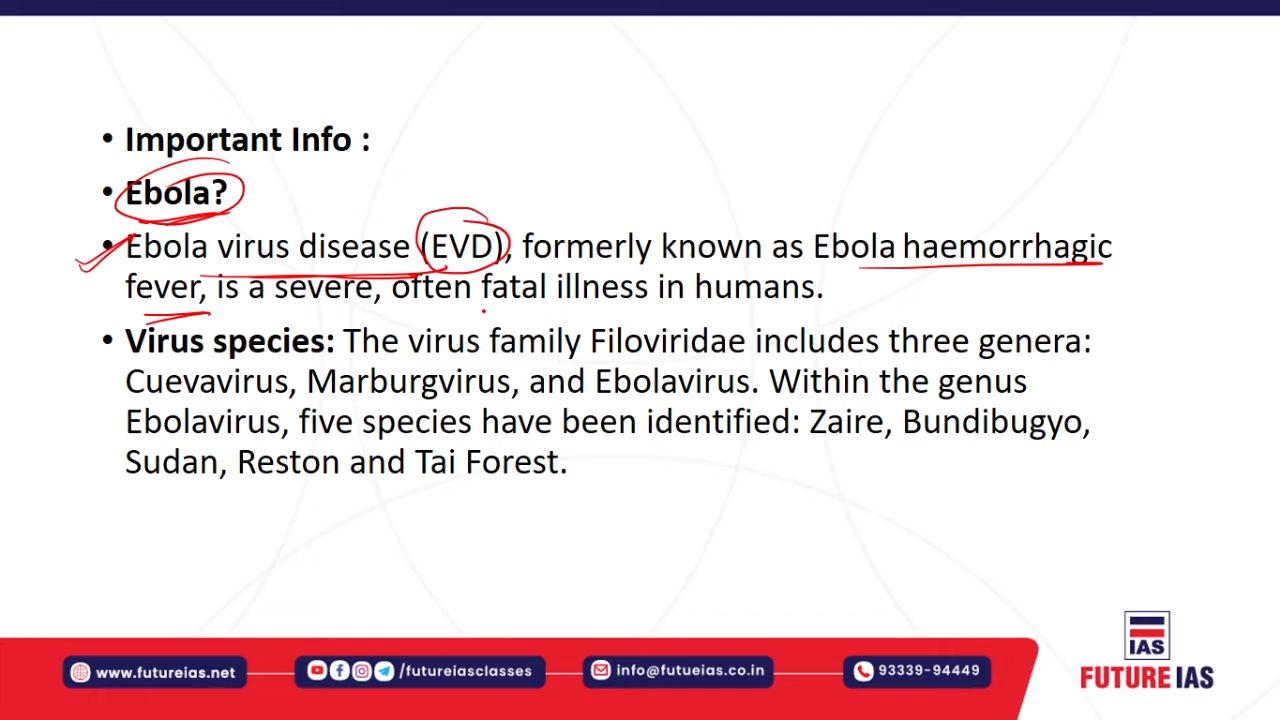 • Important Info :
• Ebola?
• Ebola virus disease (EVD), formerly known as Ebola haemorrhagic
fever, is a severe, often fatal illness in humans.
• Virus species: The virus family Filoviridae includes three genera:
Cuevavirus, Marburgvirus, and Ebolavirus. Within the genus
Ebolavirus, five species have been identified: Zaire, Bundibugyo,
Sudan, Reston and Tai Forest.
www.futureias.net
/futureiasclasses
info@futueias.co.in
93339-94449
IAS
FUTURE IAS